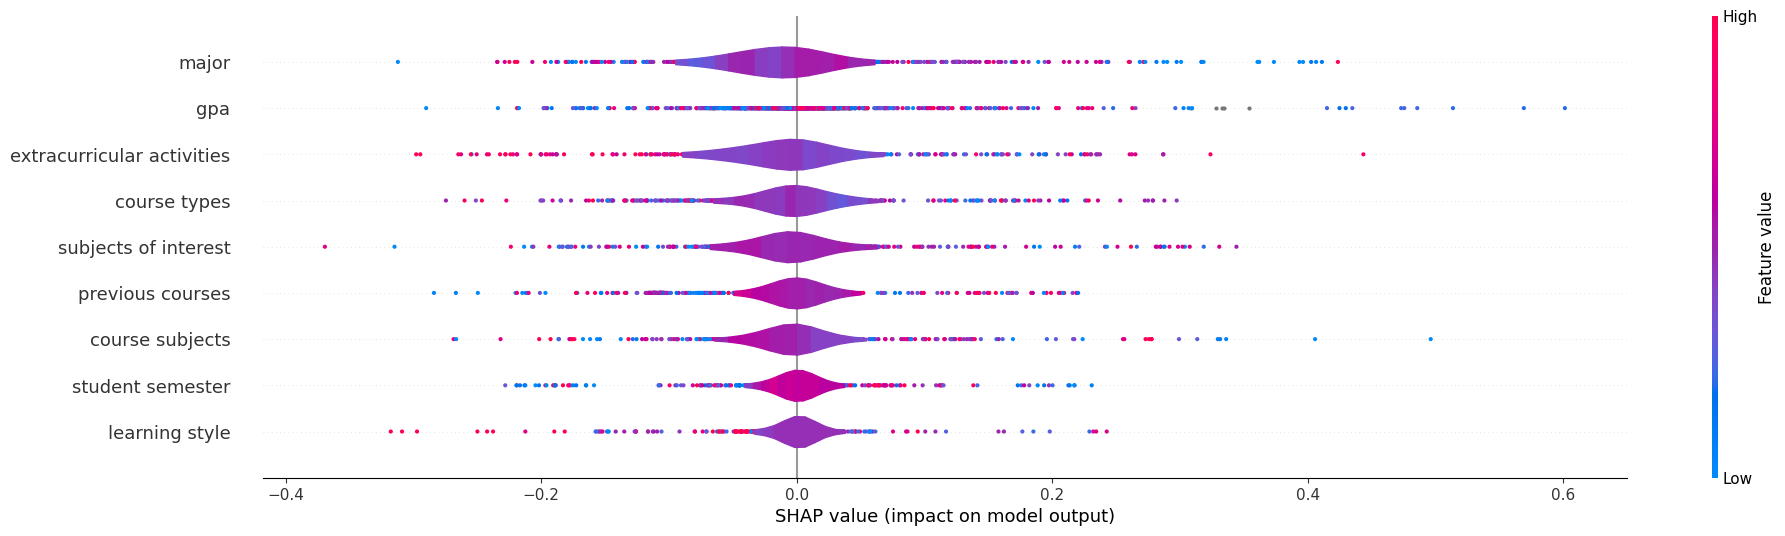 High
major
gpa
extracurricular activities
course types
subjects of interest
previous courses
course subjects
student semester
learning style
Feature value
Low
−0.4 −0.2 0.0 0.2 0.4 0.6
SHAP value (impact on model output)